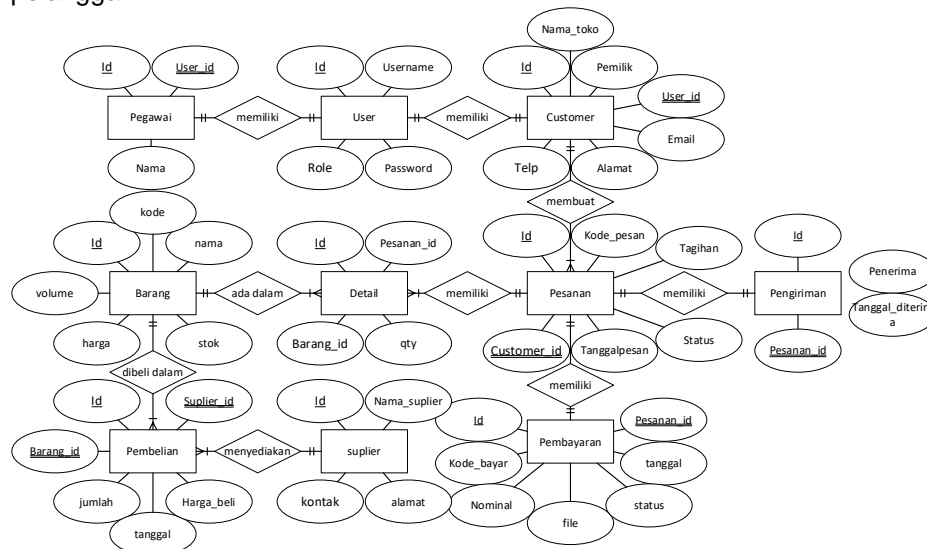 Nama_toko
Id
User_id
Id
Username
Id
Pemilik
User_id
Pegawai
memiliki
User
memiliki
Customer
Email
Nama
Role
Password
Telp
Alamat
membuat
kode
Id
nama
Id
Pesanan_id
Id
Kode_pesan
Tagihan
Id
volume
Barang
ada dalam
Detail
memiliki
Pesanan
memiliki
Pengiriman
Penerima
Tanggal_diterim
a
harga
stok
Barang_id
qty
Customer_id
Tanggalpesan
Status
Pesanan_id
dibeli dalam
memiliki
Id
Suplier_id
Id
Nama_suplier
Id
Pesanan_id
Barang_id
Pembelian
menyediakan
suplier
Pembayaran
Kode_bayar
tanggal
jumlah
Harga_beli
kontak
alamat
Nominal
status
tanggal
file